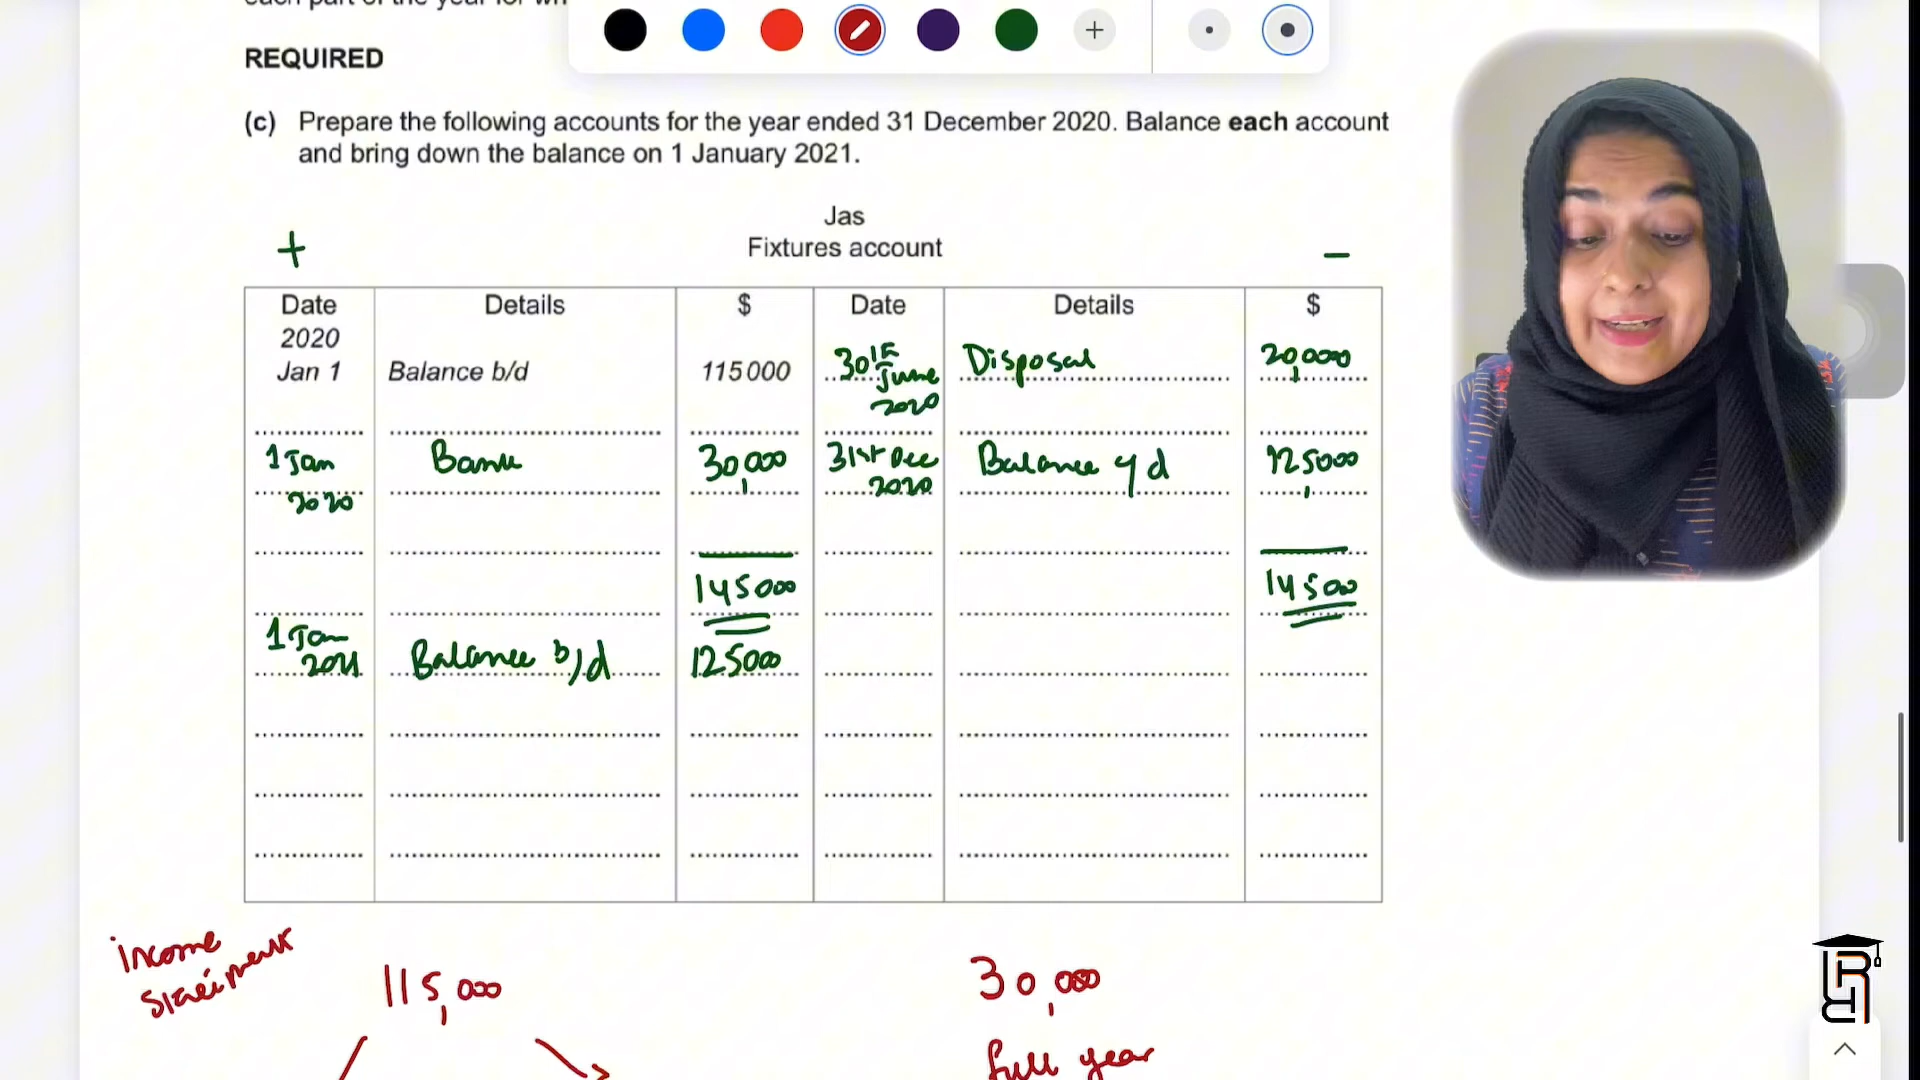 REQUIRED
(c) Prepare the following accounts for the year ended 31 December 2020. Balance each account
and bring down the balance on 1 January 2021.
Jas
+ Fixtures account −
Date Details $ Date Details $
2020
Jan 1 Balance b/d 115000 30th June 2020 Disposal 20,000
1 Jan 2020 Bank 30,000 31st Dec 2020 Balance c/d 125000
145000 145000
1 Jan 2021 Balance b/d 125000
income
statement
115,000 30,000
full year